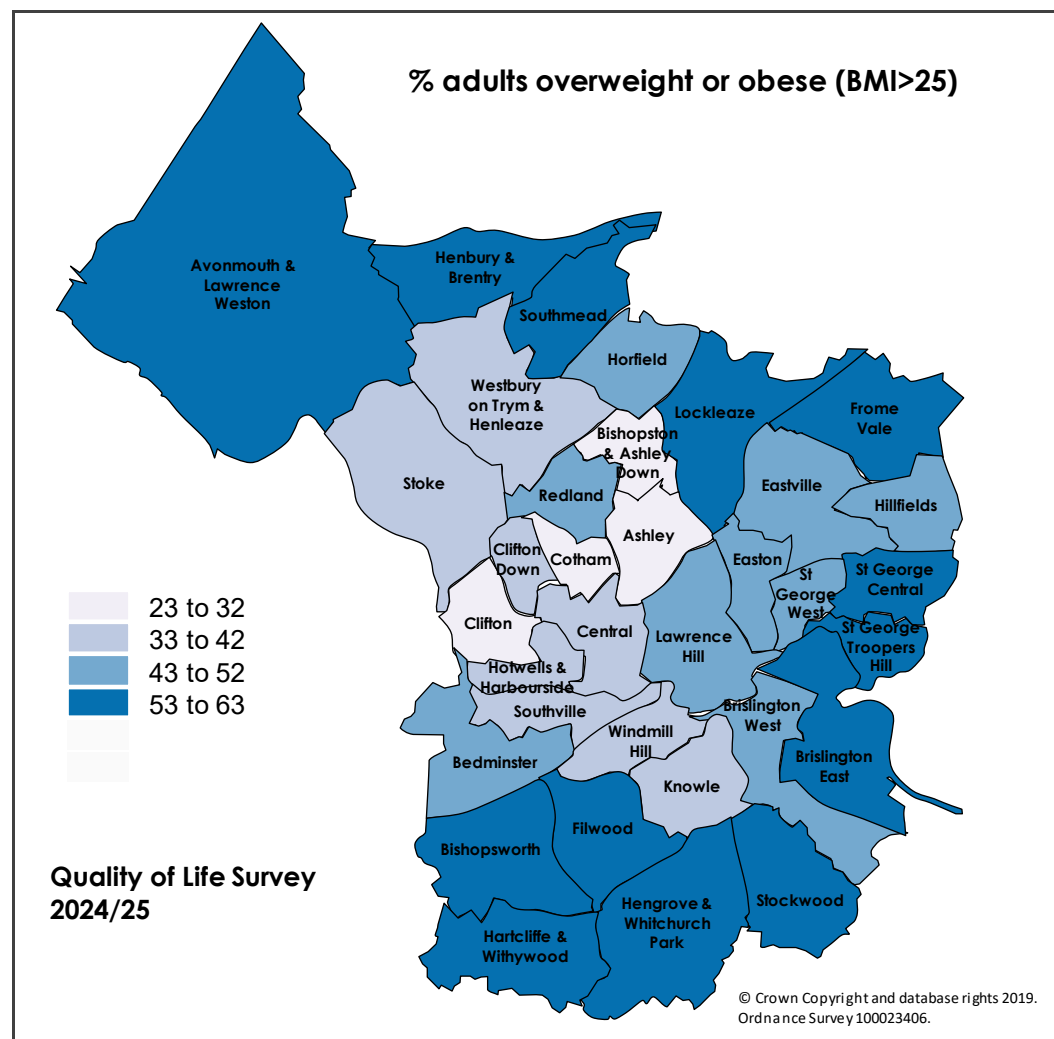 % adults overweight or obese (BMI>25)
Avonmouth &
Lawrence
Weston
Henbury &
Brentry
Southmead
Horfield
Westbury
on Trym &
Henleaze
Lockleaze
Frome
Vale
Bishopston
& Ashley
Down
Stoke
Redland
Eastville
Hillfields
Clifton
Down
Cotham
Ashley
Easton
St
George
West
St George
Central
Clifton
Central
Lawrence
Hill
St George
Troopers
Hill
Hotwells &
Harbourside
Southville
Windmill
Hill
Brislington
West
Bedminster
Knowle
Brislington
East
Filwood
Bishopsworth
Stockwood
Hengrove &
Whitchurch
Park
Hartcliffe &
Withywood
23 to 32
33 to 42
43 to 52
53 to 63
Quality of Life Survey
2024/25
© Crown Copyright and database rights 2019.
Ordnance Survey 100023406.